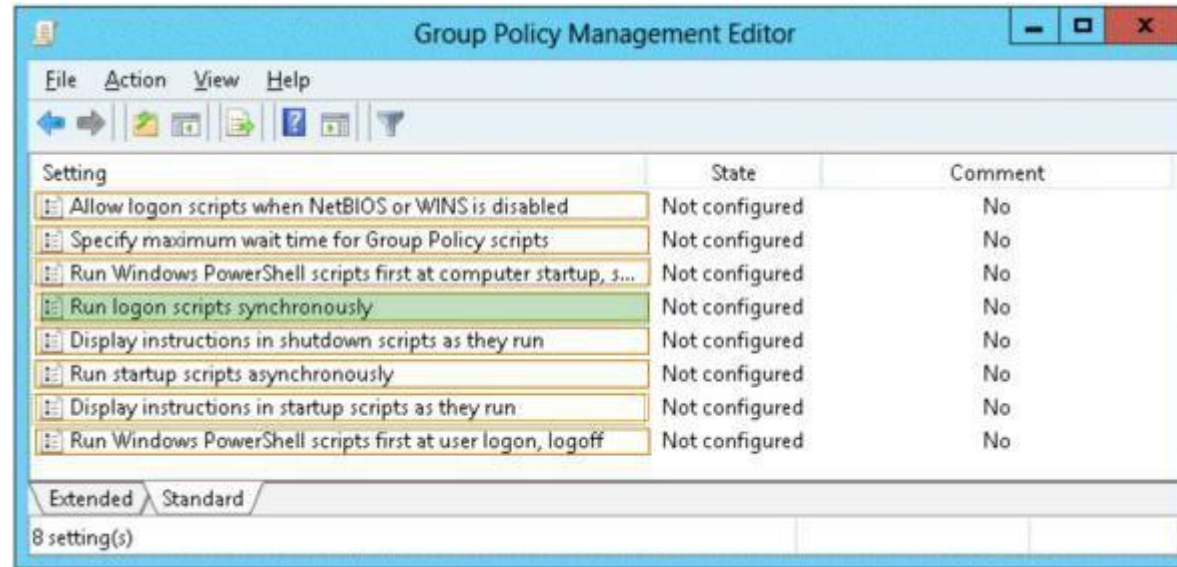 Group Policy Management Editor
File Action View Help
Setting State Comment
Allow logon scripts when NetBIOS or WINS is disabled Not configured No
Specify maximum wait time for Group Policy scripts Not configured No
Run Windows PowerShell scripts first at computer startup, s... Not configured No
Run logon scripts synchronously Not configured No
Display instructions in shutdown scripts as they run Not configured No
Run startup scripts asynchronously Not configured No
Display instructions in startup scripts as they run Not configured No
Run Windows PowerShell scripts first at user logon, logoff Not configured No
Extended Standard
8 setting(s)